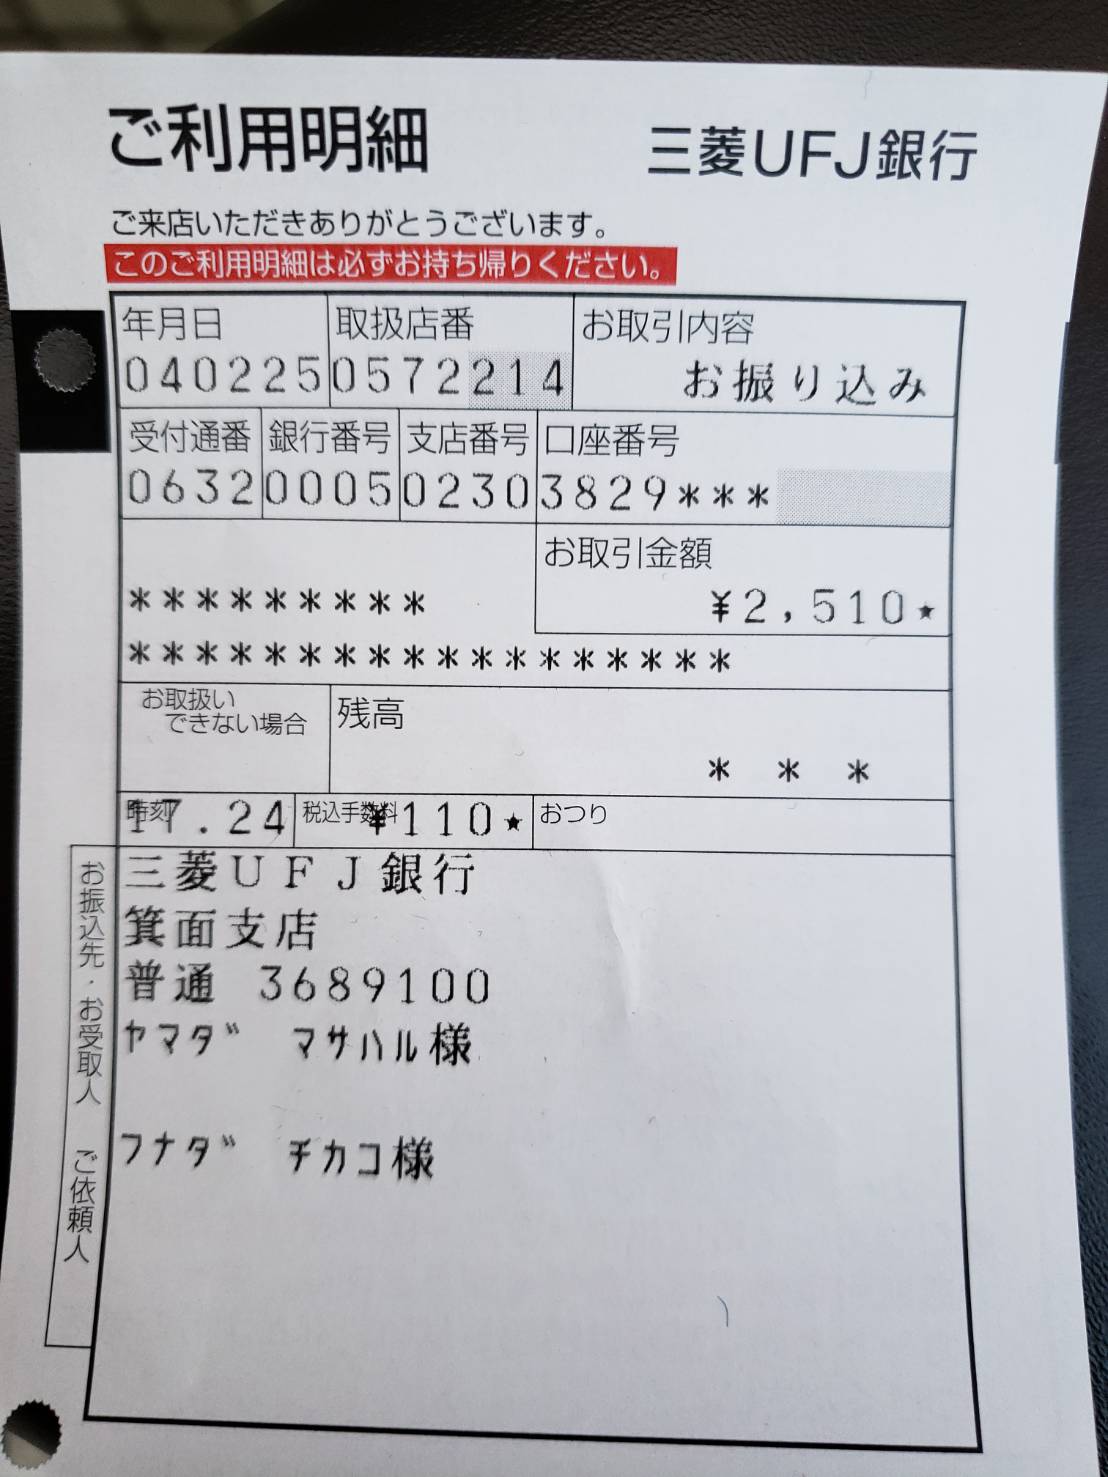 ご利用明細
三菱UFJ銀行
ご来店いただきありがとうございます。
このご利用明細は必ずお持ち帰りください。
年月日 取扱店番 お取引内容
040225 0572214 お振り込み
受付通番 銀行番号 支店番号 口座番号
0632 0005 0230 3829***
お取引金額
********* ¥2,510★
******************
お取扱い
できない場合
残高
* * *
時刻 税込手数料 おつり
17.24 ¥110★
お振込先・お受取人 ご依頼人
三菱UFJ銀行
箕面支店
普通 3689100
ヤマダ マサハル様
フナダ チカコ様